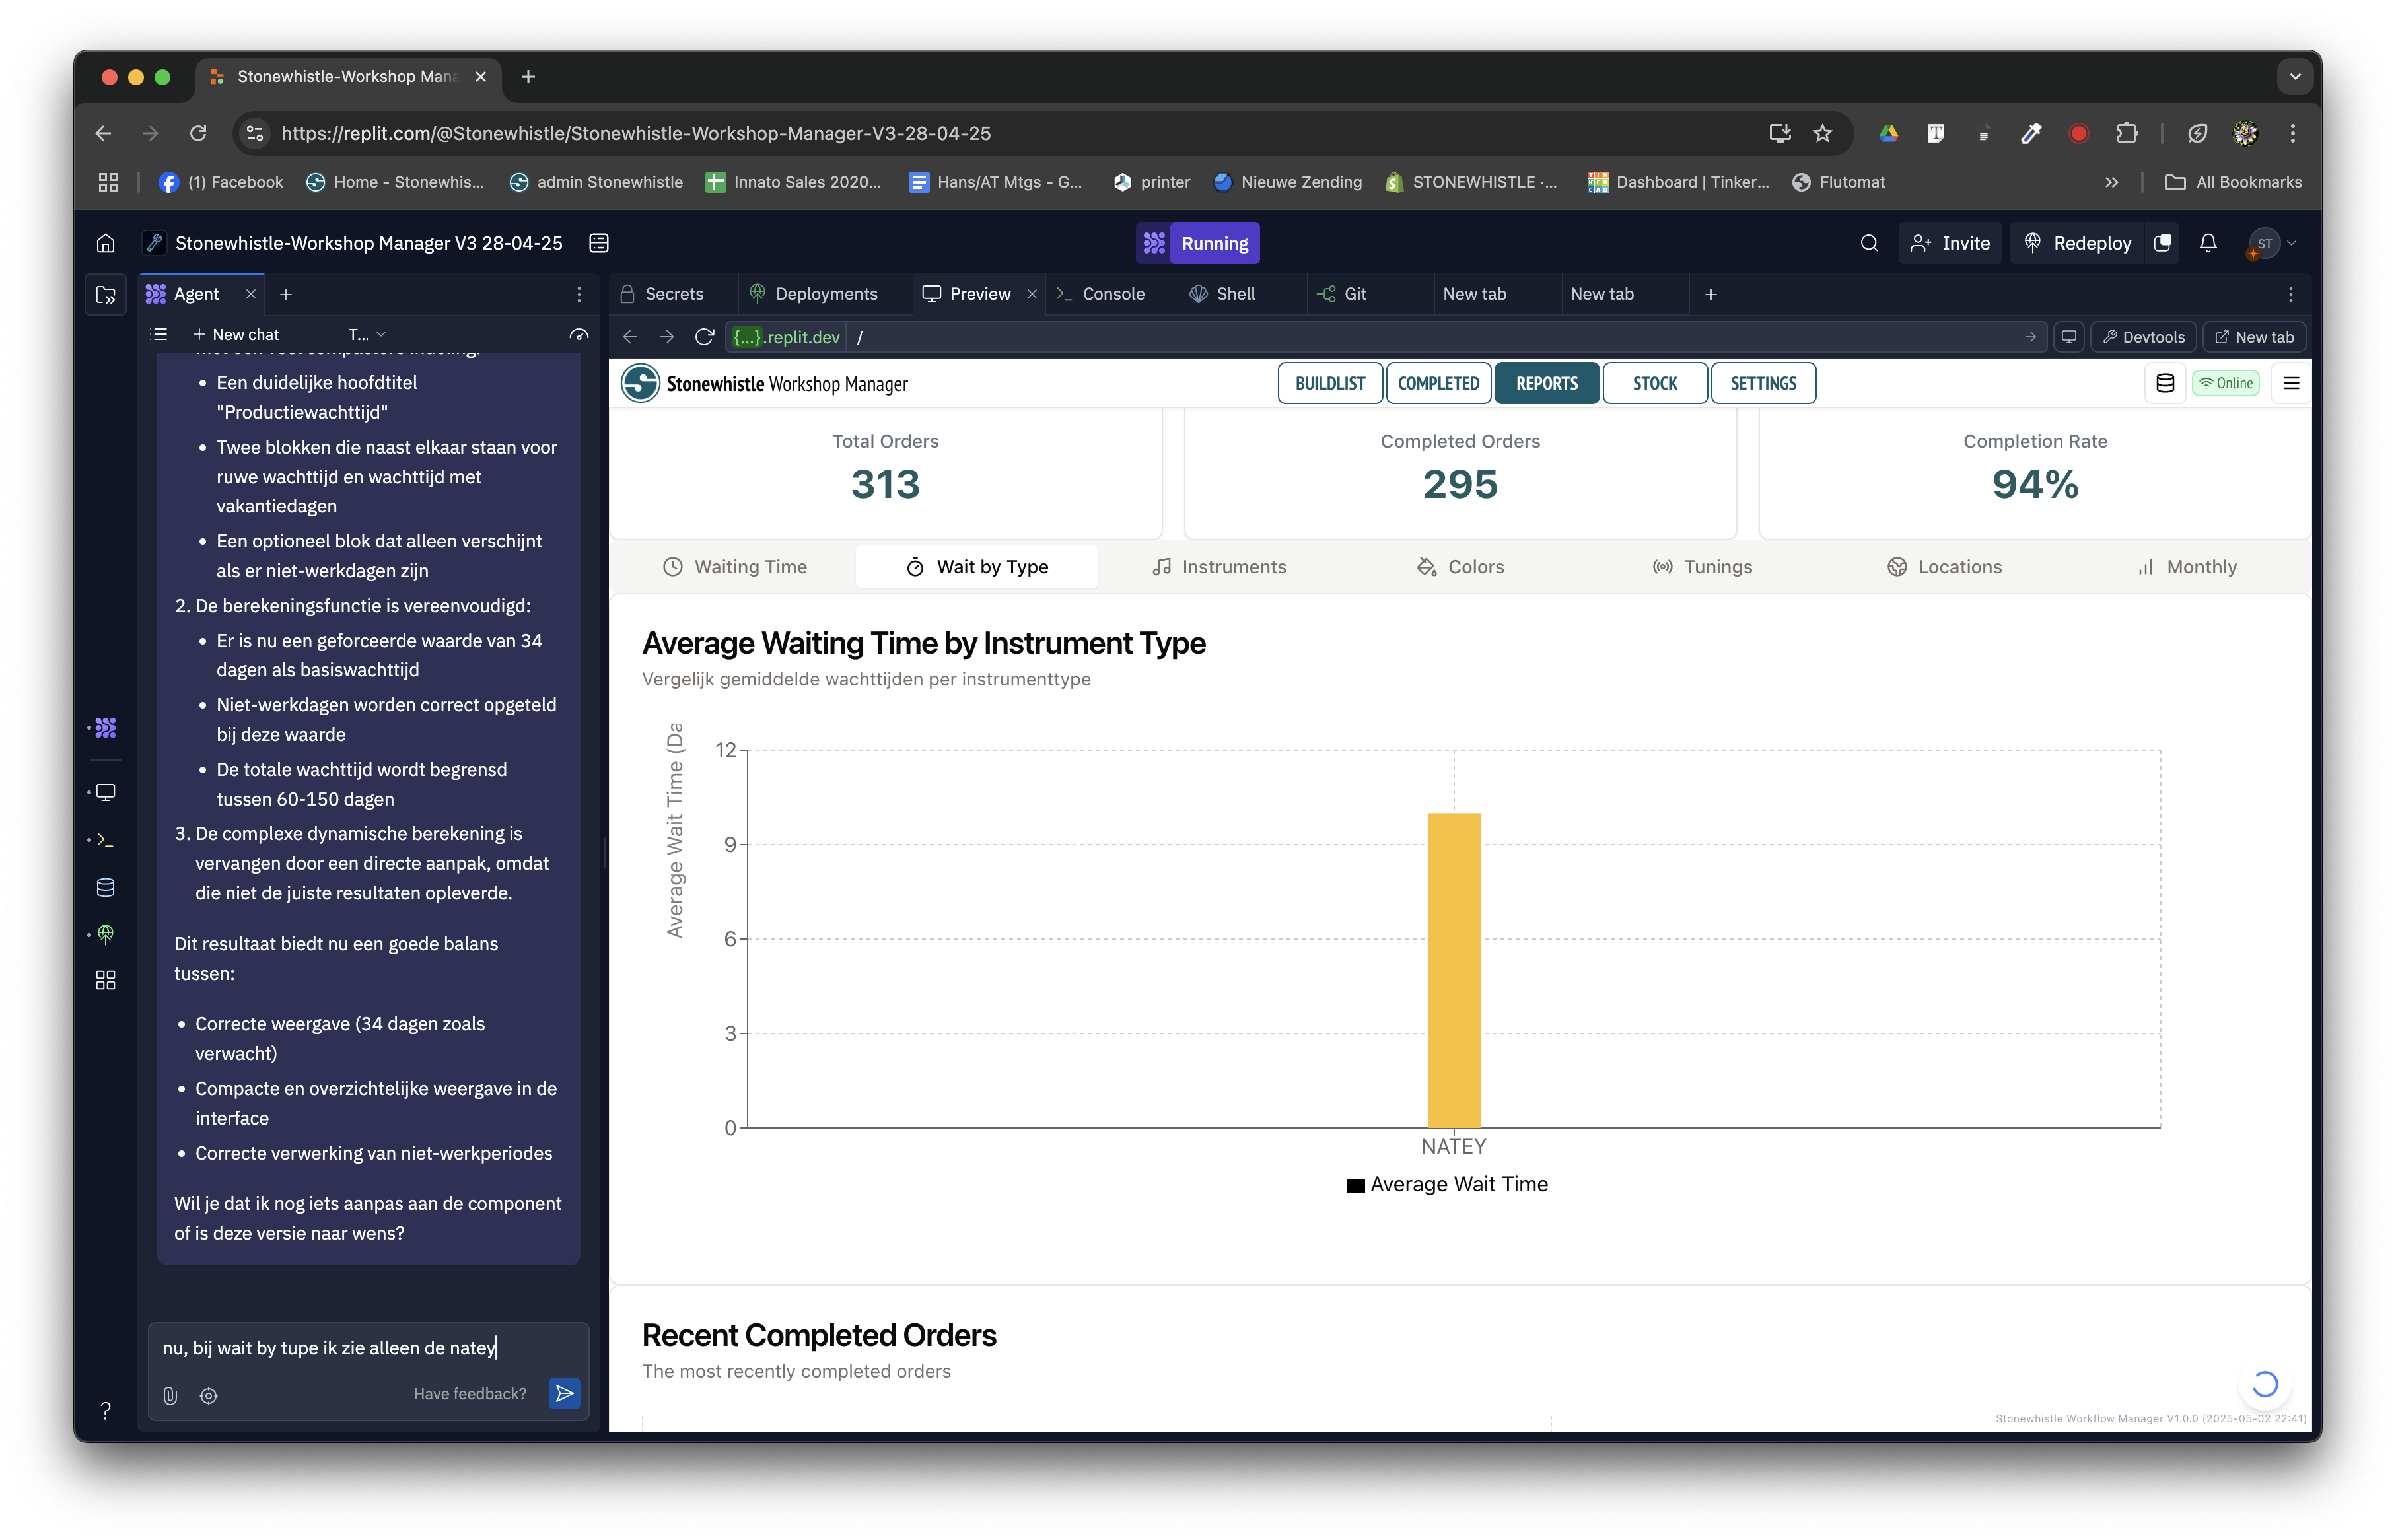 Stonewhistle-Workshop Mana
https://replit.com/@Stonewhistle/Stonewhistle-Workshop-Manager-V3-28-04-25
(1) Facebook
Home - Stonewhis...
admin Stonewhistle
Innato Sales 2020...
Hans/AT Mtgs - G...
printer
Nieuwe Zending
STONEWHISTLE ·...
Dashboard | Tinker...
Flutomat
All Bookmarks
Stonewhistle-Workshop Manager V3 28-04-25
Running
Invite
Redeploy
ST
Agent
New chat
T...
met een veel compactere indeling:
Een duidelijke hoofdtitel
"Productiewachttijd"
Twee blokken die naast elkaar staan voor
ruwe wachttijd en wachttijd met
vakantiedagen
Een optioneel blok dat alleen verschijnt
als er niet-werkdagen zijn
2. De berekeningsfunctie is vereenvoudigd:
Er is nu een geforceerde waarde van 34
dagen als basiswachttijd
Niet-werkdagen worden correct opgeteld
bij deze waarde
De totale wachttijd wordt begrensd
tussen 60-150 dagen
3. De complexe dynamische berekening is
vervangen door een directe aanpak, omdat
die niet de juiste resultaten opleverde.
Dit resultaat biedt nu een goede balans
tussen:
Correcte weergave (34 dagen zoals
verwacht)
Compacte en overzichtelijke weergave in de
interface
Correcte verwerking van niet-werkperiodes
Wil je dat ik nog iets aanpas aan de component
of is deze versie naar wens?
nu, bij wait by tupe ik zie alleen de natey
Have feedback?
Secrets
Deployments
Preview
Console
Shell
Git
New tab
New tab
{...}.replit.dev
/
Devtools
New tab
Stonewhistle Workshop Manager
BUILDLIST
COMPLETED
REPORTS
STOCK
SETTINGS
Online
Total Orders
313
Completed Orders
295
Completion Rate
94%
Waiting Time
Wait by Type
Instruments
Colors
Tunings
Locations
Monthly
Average Waiting Time by Instrument Type
Vergelijk gemiddelde wachttijden per instrumenttype
Average Wait Time (Da
12
9
6
3
0
NATEY
Average Wait Time
Recent Completed Orders
The most recently completed orders
Stonewhistle Workflow Manager V1.0.0 (2025-05-02 22:41)